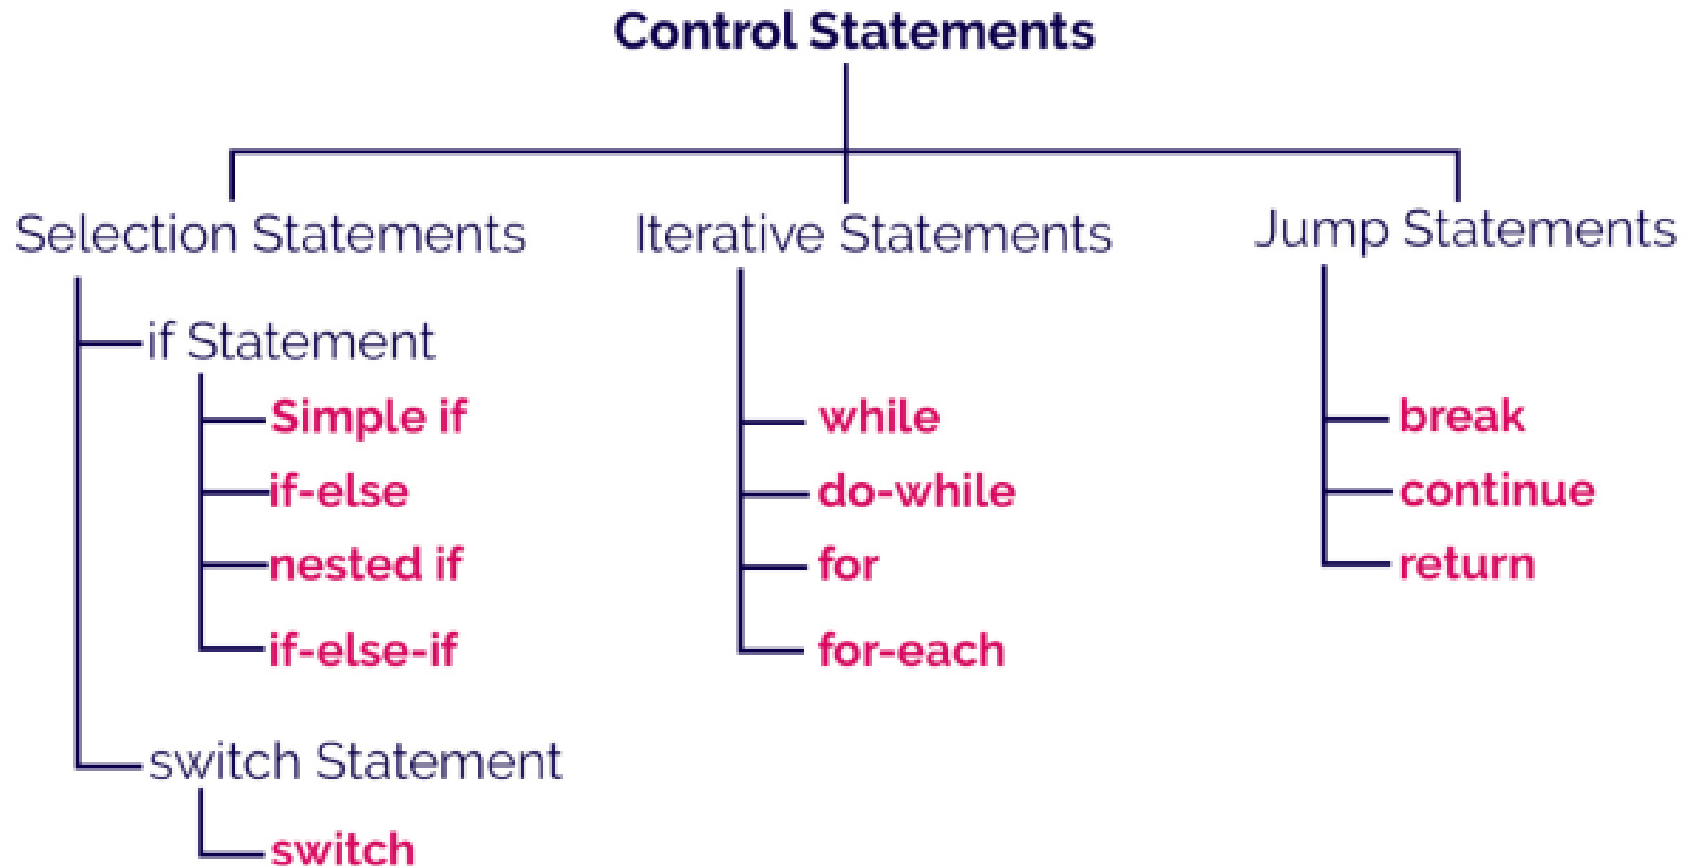 Control Statements
Selection Statements
if Statement
Simple if
if-else
nested if
if-else-if
switch Statement
switch
Iterative Statements
while
do-while
for
for-each
Jump Statements
break
continue
return